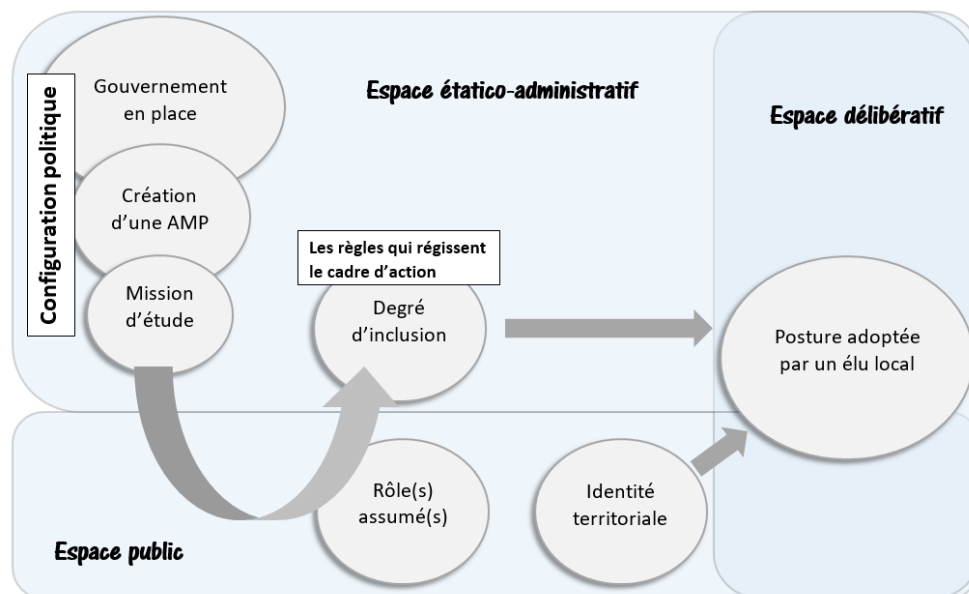 Configuration politique
Gouvernement
en place
Création
d’une AMP
Mission
d’étude
Espace étatico-administratif
Espace délibératif
Les règles qui régissent
le cadre d’action
Degré
d’inclusion
Posture adoptée
par un élu local
Rôle(s)
assumé(s)
Identité
territoriale
Espace public